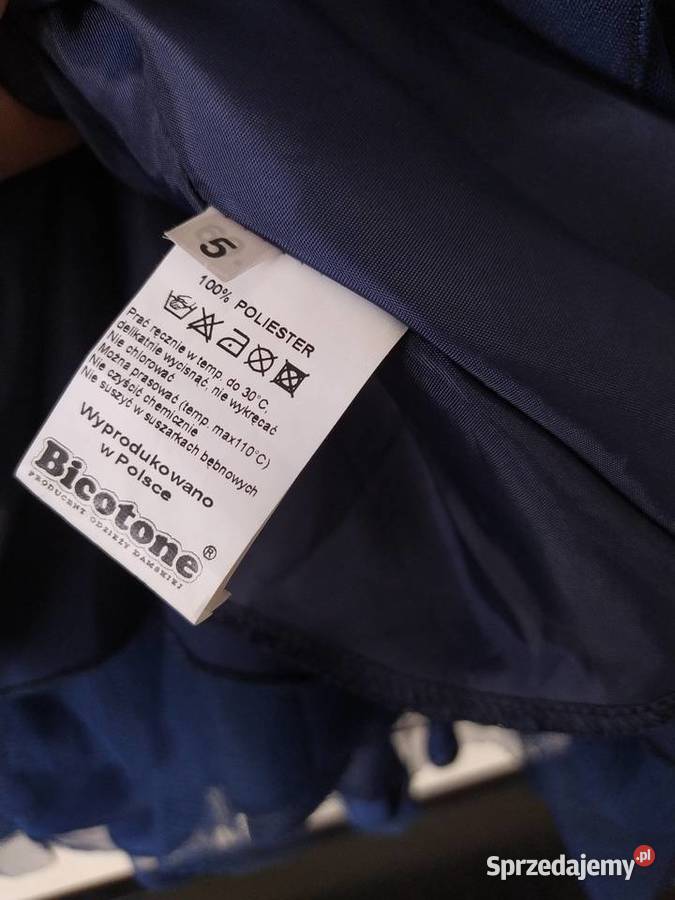 5
100% POLIESTER
Prać ręcznie w temp. do 30°C,
delikatnie wycisnąć, nie wykręcać
Nie chlorować
Można prasować (temp. max110°C)
Nie czyścić chemicznie
Nie suszyć w suszarkach bębnowych
Wyprodukowano
w Polsce
Bicotone®
PRODUCENT ODZIEŻY DAMSKIEJ
Sprzedajemy.pl